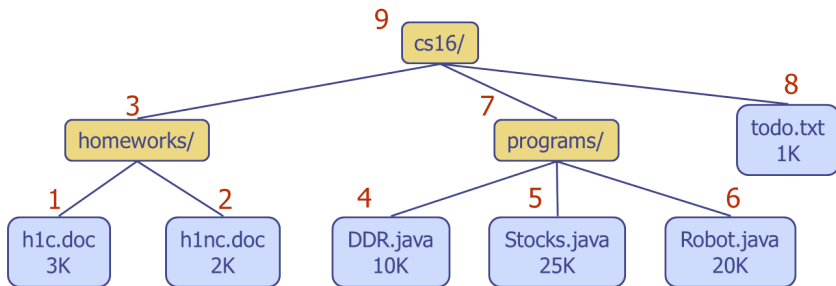 9
cs16/
3
homeworks/
7
programs/
8
todo.txt
1K
1
h1c.doc
3K
2
h1nc.doc
2K
4
DDR.java
10K
5
Stocks.java
25K
6
Robot.java
20K